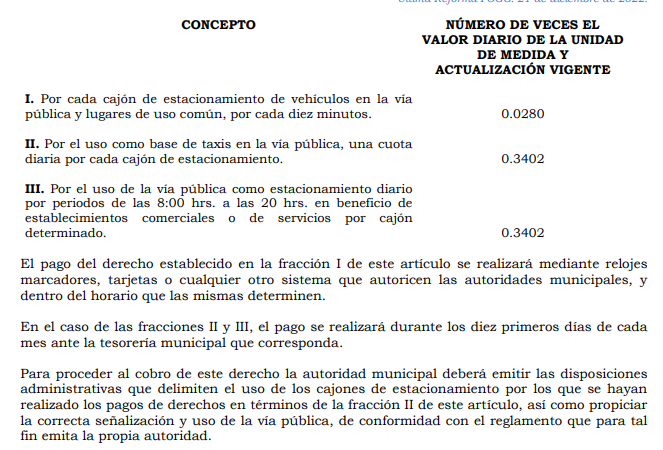 Última Reforma POGG: 21 de diciembre de 2022.
CONCEPTO
NÚMERO DE VECES EL
VALOR DIARIO DE LA UNIDAD
DE MEDIDA Y
ACTUALIZACIÓN VIGENTE
I. Por cada cajón de estacionamiento de vehículos en la vía
pública y lugares de uso común, por cada diez minutos.
0.0280
II. Por el uso como base de taxis en la vía pública, una cuota
diaria por cada cajón de estacionamiento.
0.3402
III. Por el uso de la vía pública como estacionamiento diario
por periodos de las 8:00 hrs. a las 20 hrs. en beneficio de
establecimientos comerciales o de servicios por cajón
determinado.
0.3402
El pago del derecho establecido en la fracción I de este artículo se realizará mediante relojes
marcadores, tarjetas o cualquier otro sistema que autoricen las autoridades municipales, y
dentro del horario que las mismas determinen.
En el caso de las fracciones II y III, el pago se realizará durante los diez primeros días de cada
mes ante la tesorería municipal que corresponda.
Para proceder al cobro de este derecho la autoridad municipal deberá emitir las disposiciones
administrativas que delimiten el uso de los cajones de estacionamiento por los que se hayan
realizado los pagos de derechos en términos de la fracción II de este artículo, así como propiciar
la correcta señalización y uso de la vía pública, de conformidad con el reglamento que para tal
fin emita la propia autoridad.